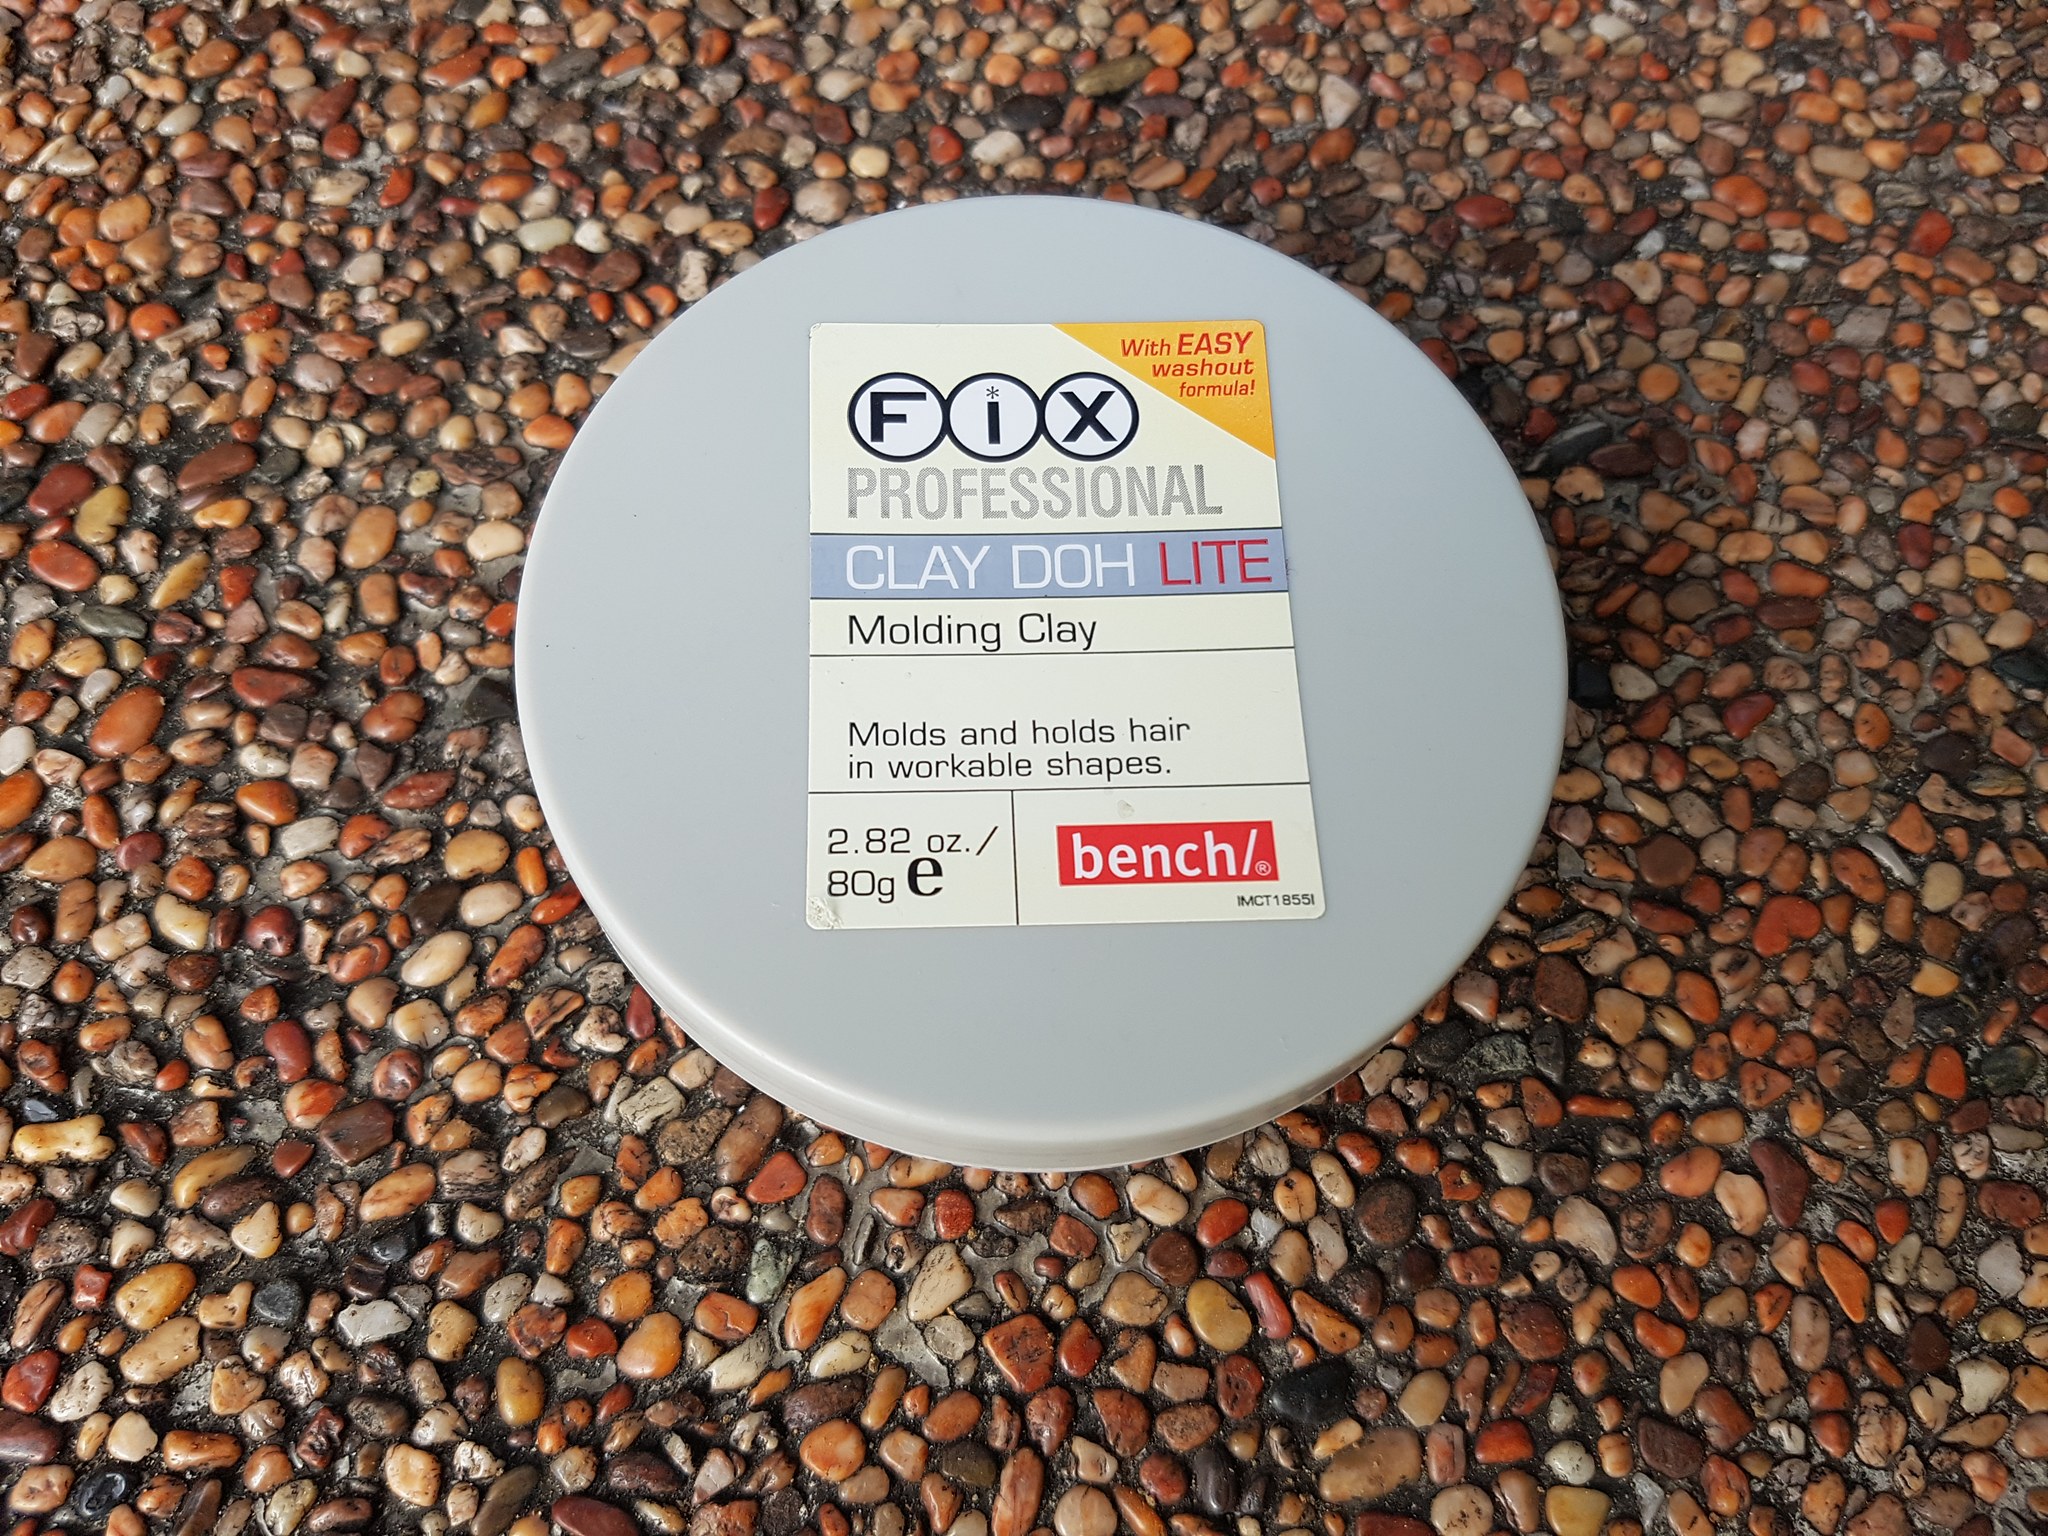 With EASY
washout
formula!
FiX
PROFESSIONAL
CLAY DOH LITE
Molding Clay
Molds and holds hair
in workable shapes.
2.82 oz./
80g e
bench/®
IMCT1855I